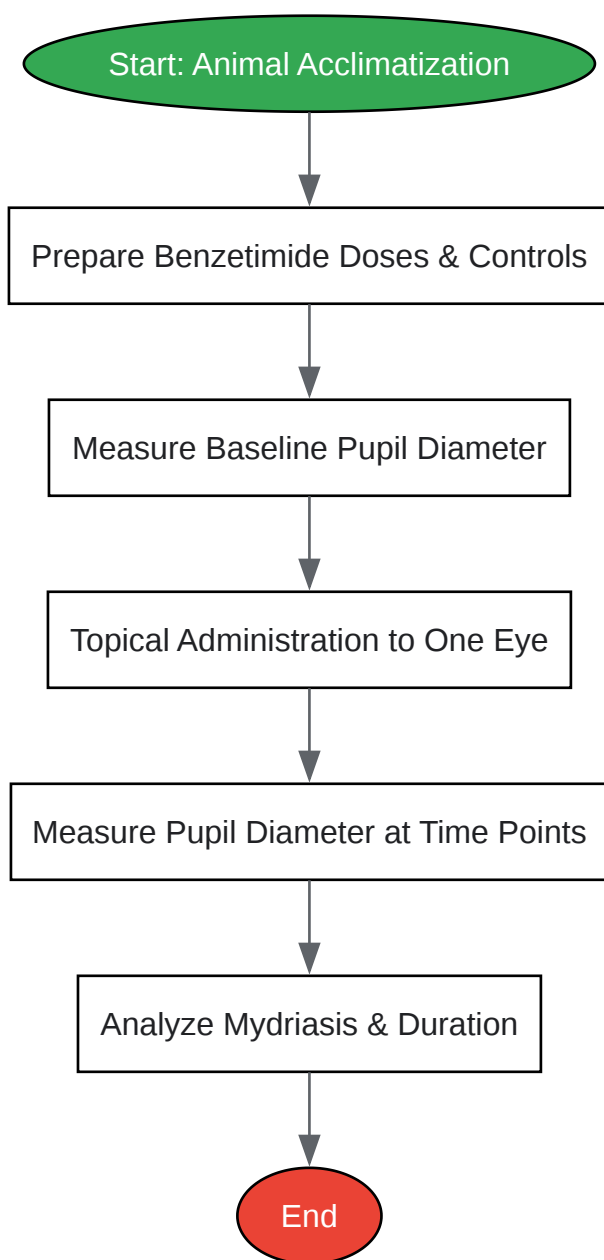 Start: Animal Acclimatization
Prepare Benzetimide Doses & Controls
Measure Baseline Pupil Diameter
Topical Administration to One Eye
Measure Pupil Diameter at Time Points
Analyze Mydriasis & Duration
End